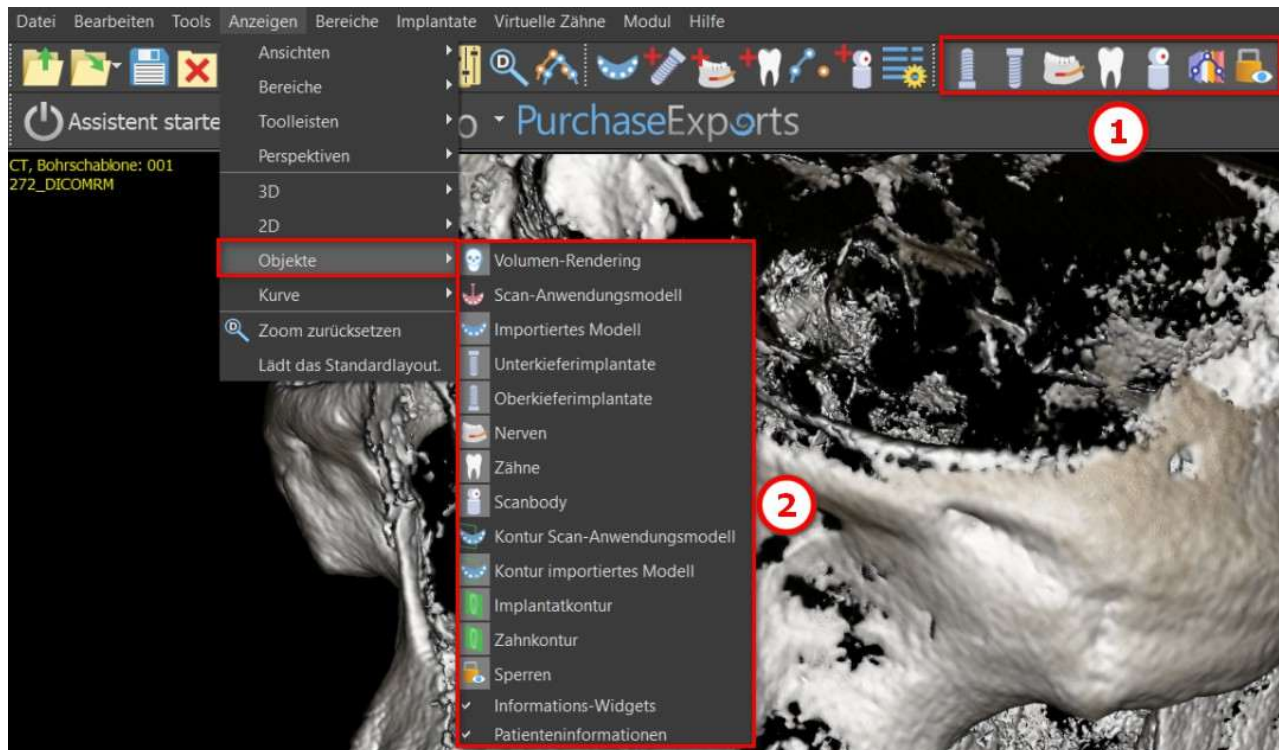 Datei Bearbeiten Tools Anzeigen Bereiche Implantate Virtuelle Zähne Modul Hilfe
Assistent starte
PurchaseExperts
1
CT, Bohrschablone: 001
272_DICOMRM
Ansichten
Bereiche
Toolleisten
Perspektiven
3D
2D
Objekte
Kurve
Zoom zurücksetzen
Lädt das Standardlayout.
Volumen-Rendering
Scan-Anwendungsmodell
Importiertes Modell
Unterkieferimplantate
Oberkieferimplantate
Nerven
Zähne
Scanbody
Kontur Scan-Anwendungsmodell
Kontur importiertes Modell
Implantatkontur
Zahnkontur
Sperren
Informations-Widgets
Patienteninformationen
2